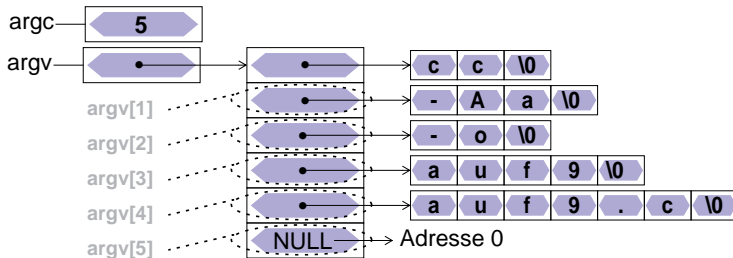 argc 5
argv c c \0
argv[1] - A a \0
argv[2] - o \0
argv[3] a u f 9 \0
argv[4] a u f 9 . c \0
argv[5] NULL Adresse 0